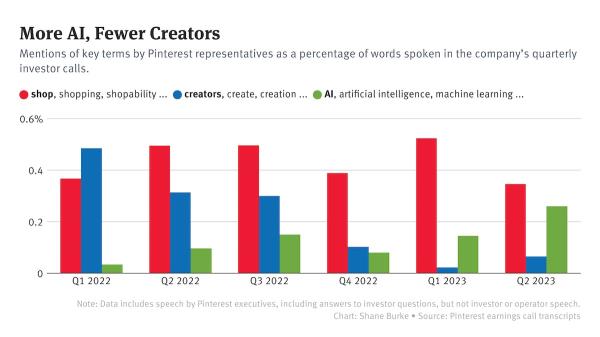 More AI, Fewer Creators
Mentions of key terms by Pinterest representatives as a percentage of words spoken in the company's quarterly
investor calls.
shop, shopping, shopability ... creators, create, creation ... AI, artificial intelligence, machine learning ...
0.6%
0.4
0.2
0
Q1 2022 Q2 2022 Q3 2022 Q4 2022 Q1 2023 Q2 2023
Note: Data includes speech by Pinterest executives, including answers to investor questions, but not investor or operator speech.
Chart: Shane Burke • Source: Pinterest earnings call transcripts